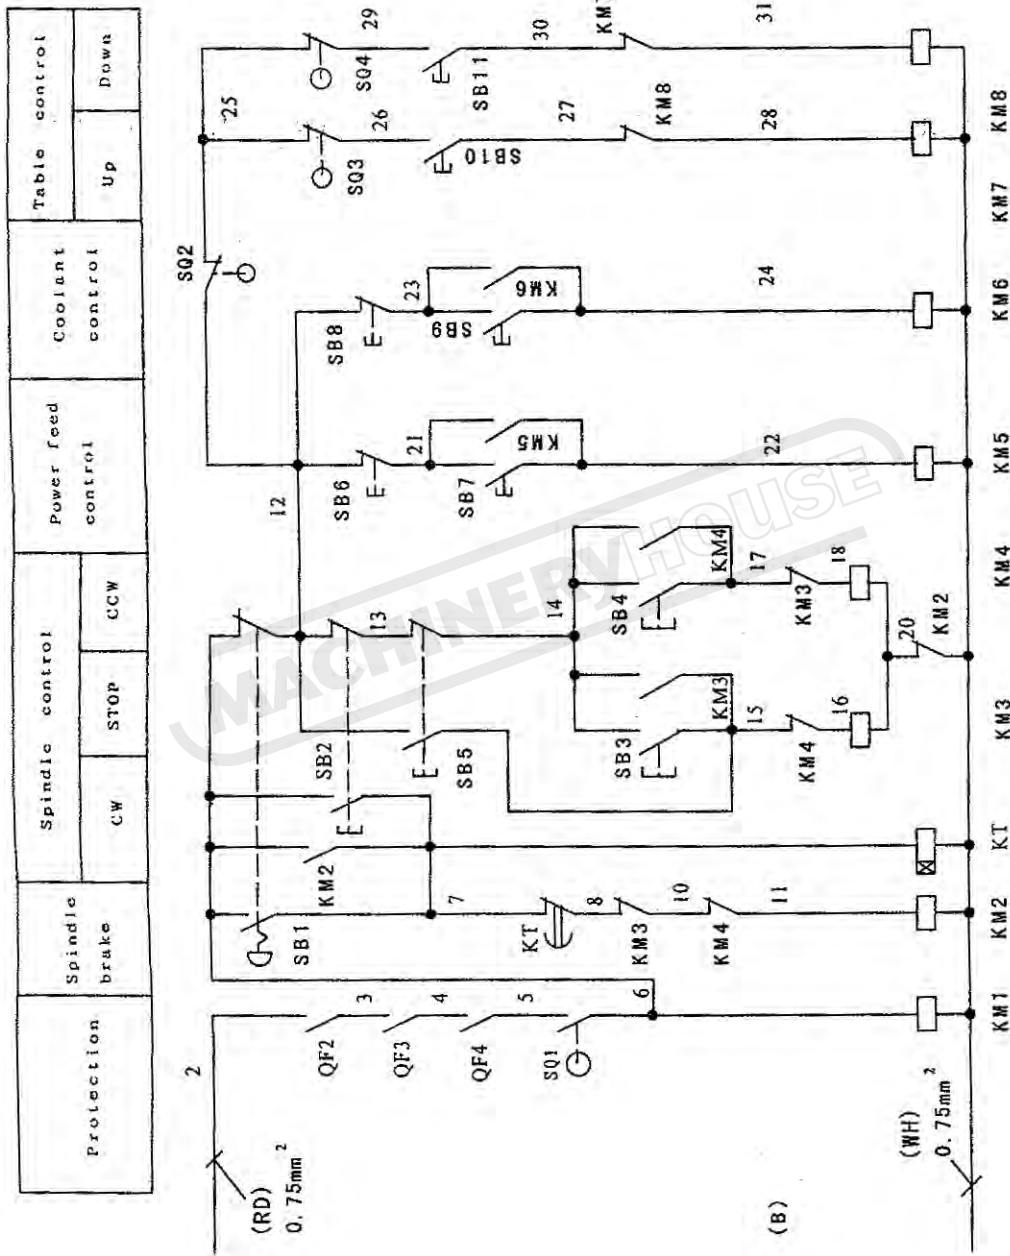 Protection
Spindle brake
Spindle control
CW
STOP
CCW
Power feed control
Coolant control
Table control
Up
Down
2
(RD)
0.75mm²
QF2
3
QF3
4
QF4
5
SQ1
6
SB1
KM2
7
KT
8
KM3
10
KM4
11
SB2
SB5
12
13
14
SB3
KM3
15
KM4
16
SB4
KM4
17
KM3
18
20
KM2
SB6
21
SB7
KM5
22
SB8
23
SB9
KM6
24
SQ2
25
SQ3
26
SB10
27
KM8
28
SQ4
29
SB11
30
31
(B)
(WH)
0.75mm²
KM1
KM2
KT
KM3
KM4
KM5
KM6
KM7
KM8
MACHINERYHOUSE